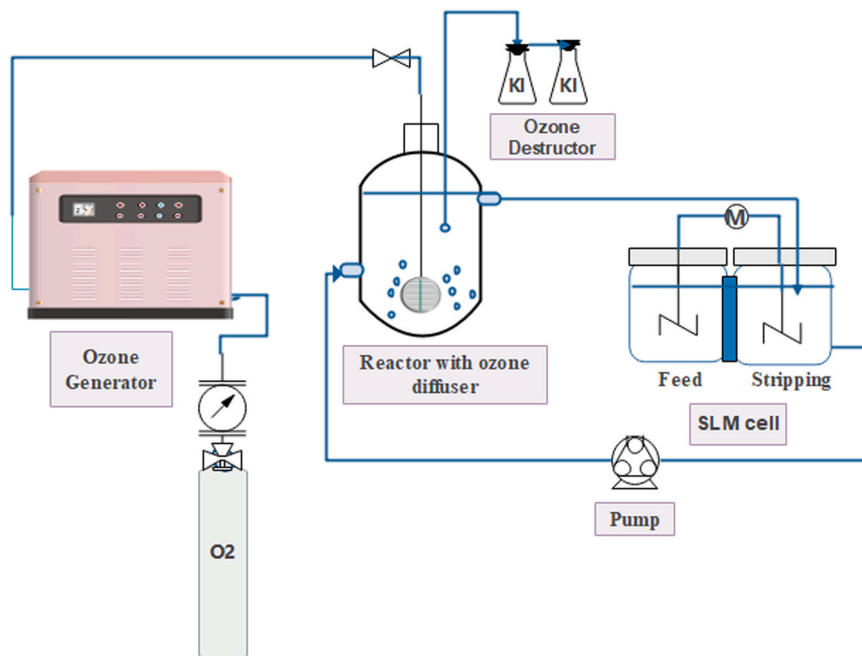 KI
KI
Ozone
Destructor
M
Ozone
Generator
Reactor with ozone
diffuser
Feed
Stripping
SLM cell
Pump
O2